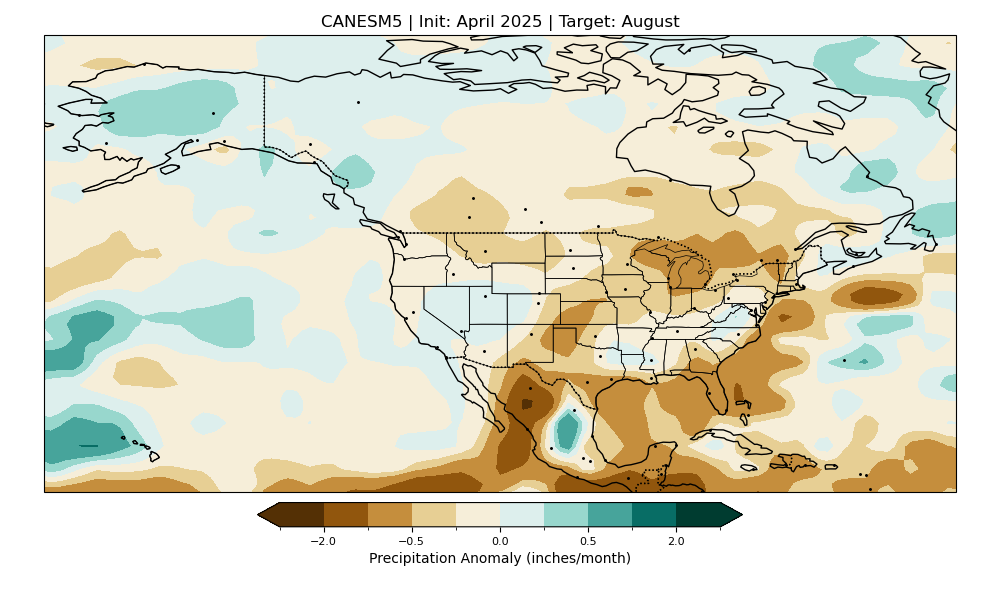 CANESM5 | Init: April 2025 | Target: August
−2.0 −0.5 0.0 0.5 2.0
Precipitation Anomaly (inches/month)